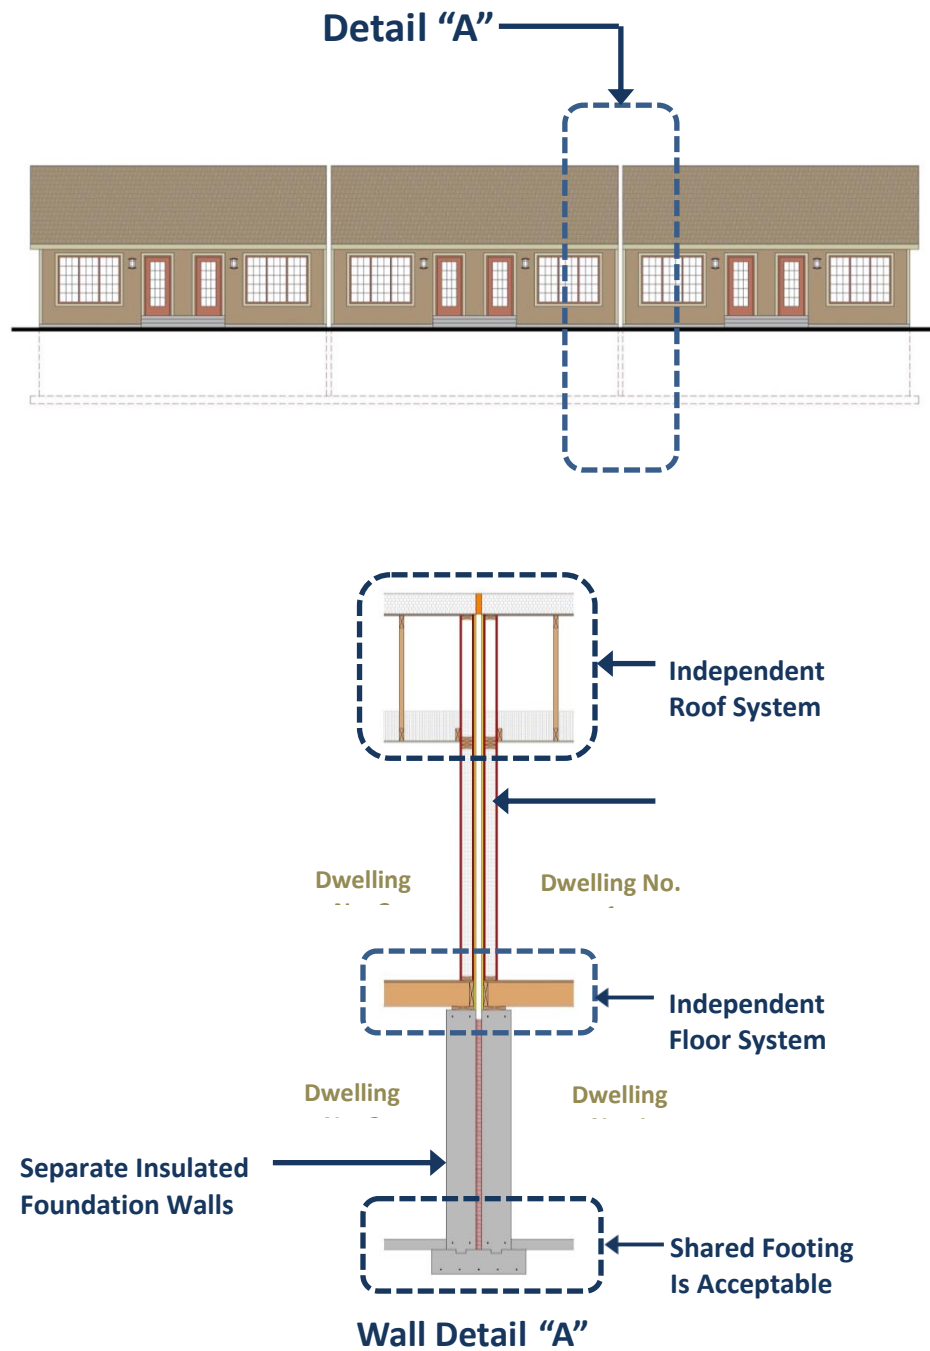 Detail “A”
Independent
Roof System
Dwelling
Dwelling No.
Independent
Floor System
Dwelling
Dwelling
Separate Insulated
Foundation Walls
Shared Footing
Is Acceptable
Wall Detail “A”